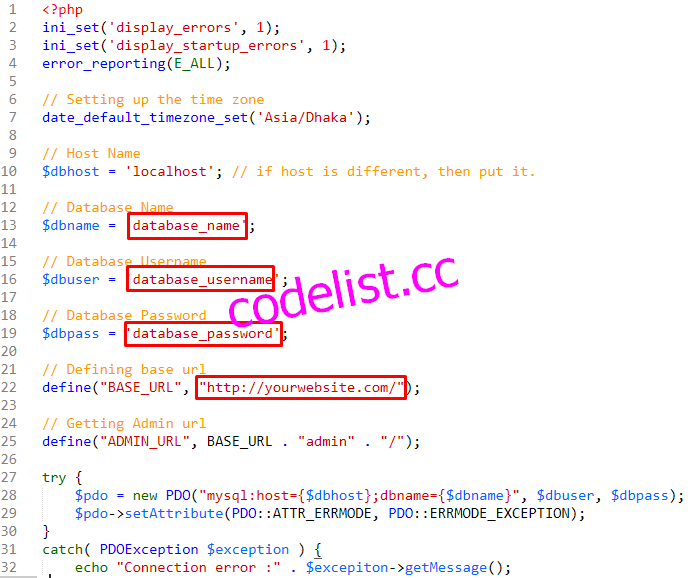 1 <?php
2 ini_set('display_errors', 1);
3 ini_set('display_startup_errors', 1);
4 error_reporting(E_ALL);
5
6 // Setting up the time zone
7 date_default_timezone_set('Asia/Dhaka');
8
9 // Host Name
10 $dbhost = 'localhost'; // if host is different, then put it.
11
12 // Database Name
13 $dbname = 'database_name';
14
15 // Database Username
16 $dbuser = 'database_username';
17
18 // Database Password
19 $dbpass = 'database_password';
20
21 // Defining base url
22 define("BASE_URL", "http://yourwebsite.com/");
23
24 // Getting Admin url
25 define("ADMIN_URL", BASE_URL . "admin" . "/");
26
27 try {
28     $pdo = new PDO("mysql:host={$dbhost};dbname={$dbname}", $dbuser, $dbpass);
29     $pdo->setAttribute(PDO::ATTR_ERRMODE, PDO::ERRMODE_EXCEPTION);
30 }
31 catch( PDOException $exception ) {
32     echo "Connection error :" . $excepiton->getMessage();
codelist.cc